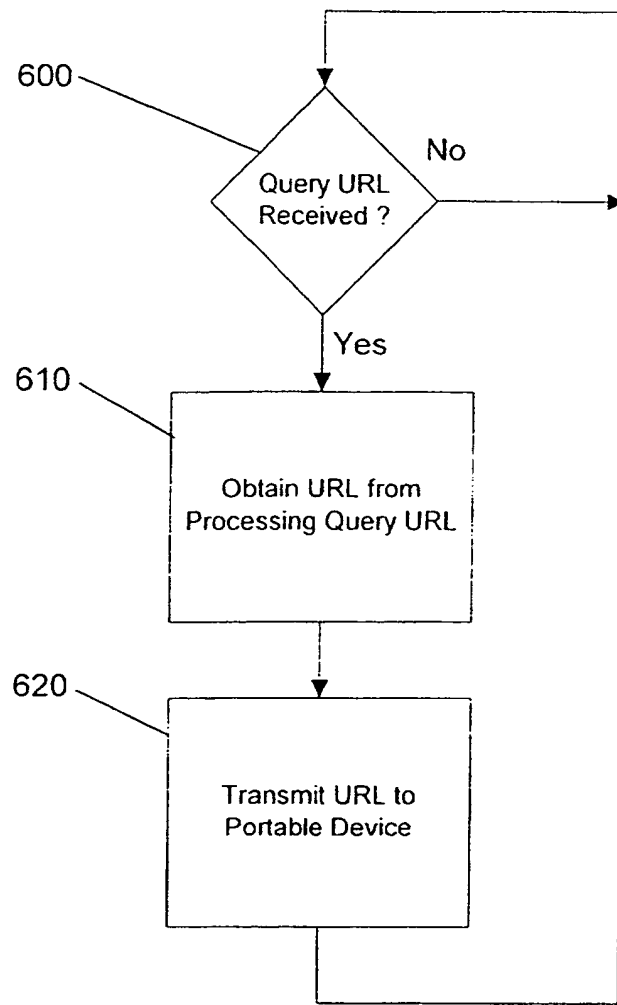 600
No
Query URL
Received ?
Yes
610
Obtain URL from
Processing Query URL
620
Transmit URL to
Portable Device